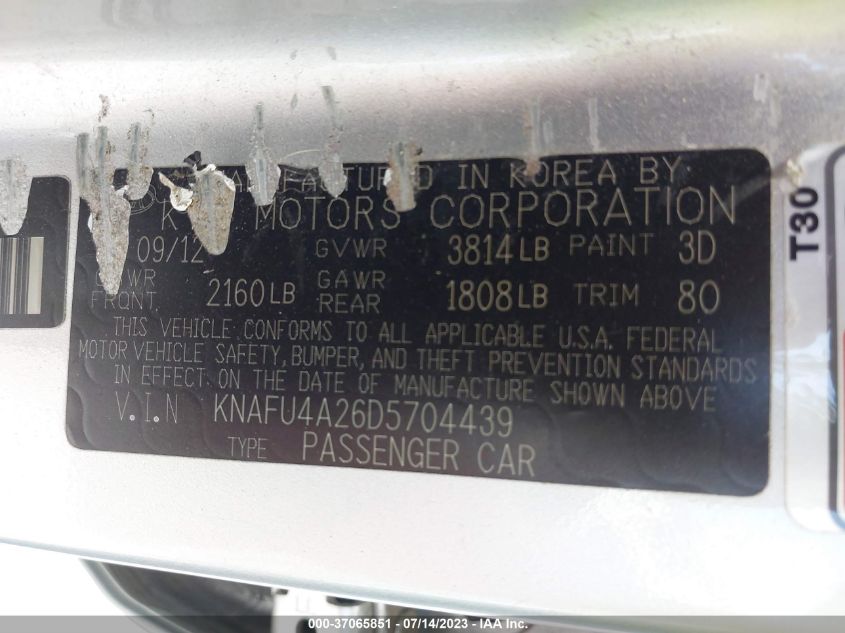 MANUFACTURED IN KOREA BY
MOTORS CORPORATION
09/12 GVWR 3814LB PAINT 3D
FRONT 2160LB GAWR REAR 1808LB TRIM 80
THIS VEHICLE CONFORMS TO ALL APPLICABLE U.S.A. FEDERAL
MOTOR VEHICLE SAFETY, BUMPER, AND THEFT PREVENTION STANDARDS
IN EFFECT ON THE DATE OF MANUFACTURE SHOWN ABOVE
V.I.N KNAFU4A26D5704439
TYPE PASSENGER CAR
T30
© - 37065851 - 07/14/2023 - IAA Inc.